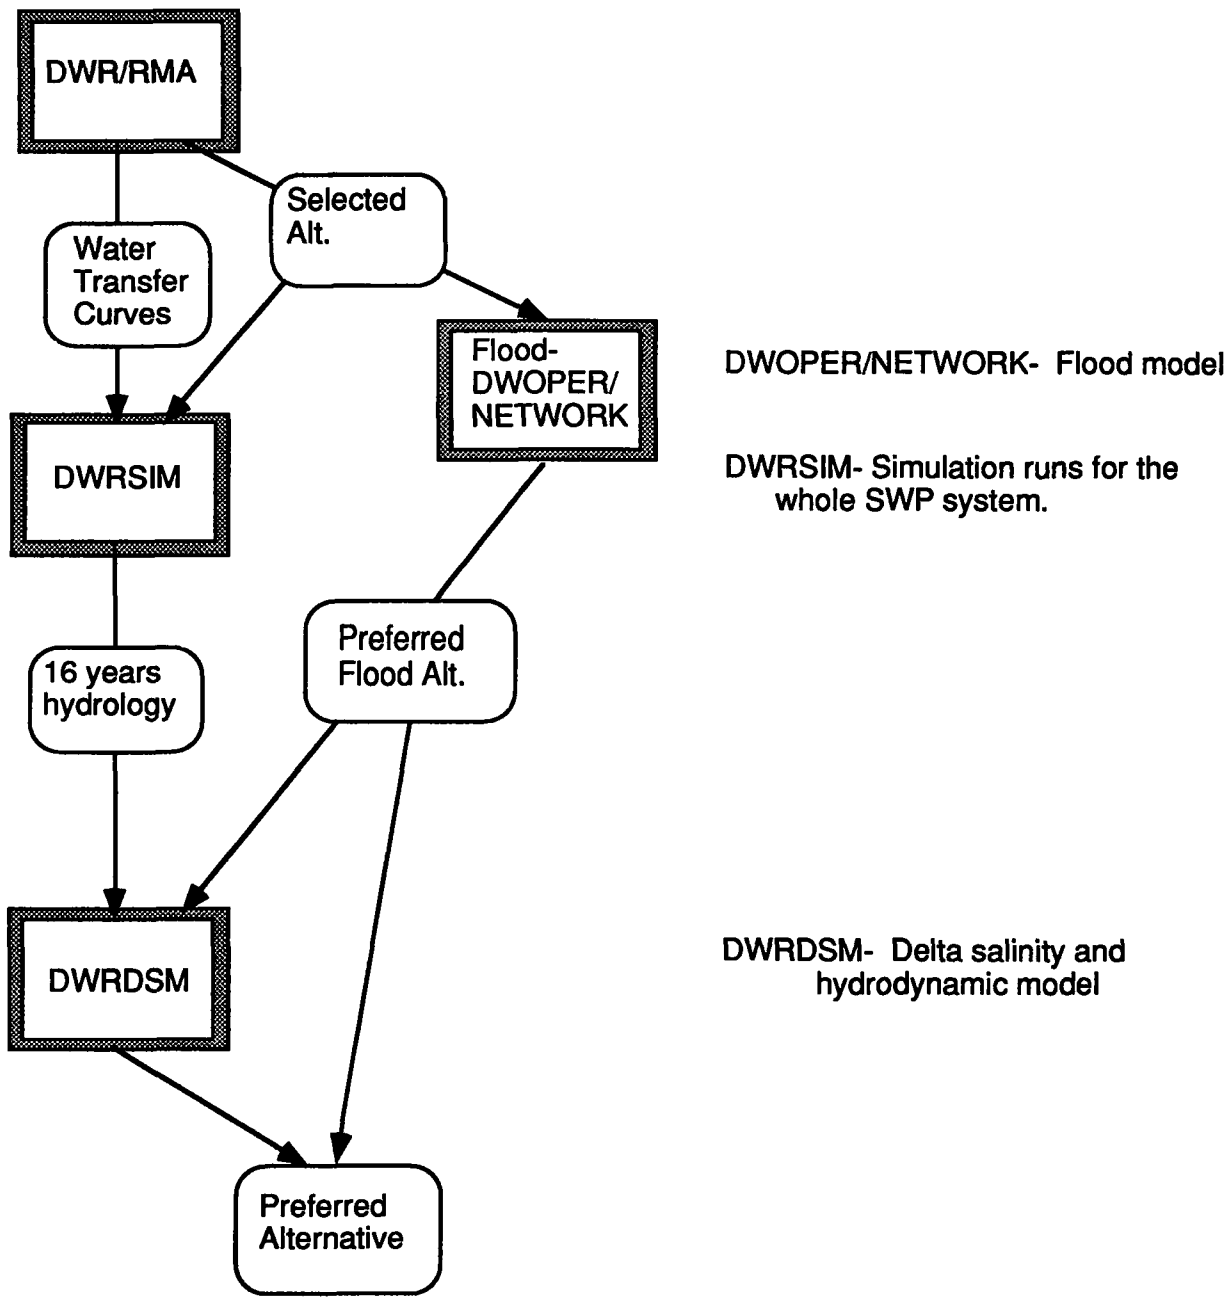 DWR/RMA
Selected
Alt.
Water
Transfer
Curves
Flood-
DWOPER/
NETWORK
DWOPER/NETWORK- Flood model
DWRSIM
DWRSIM- Simulation runs for the
whole SWP system.
Preferred
Flood Alt.
16 years
hydrology
DWRDSM
DWRDSM- Delta salinity and
hydrodynamic model
Preferred
Alternative